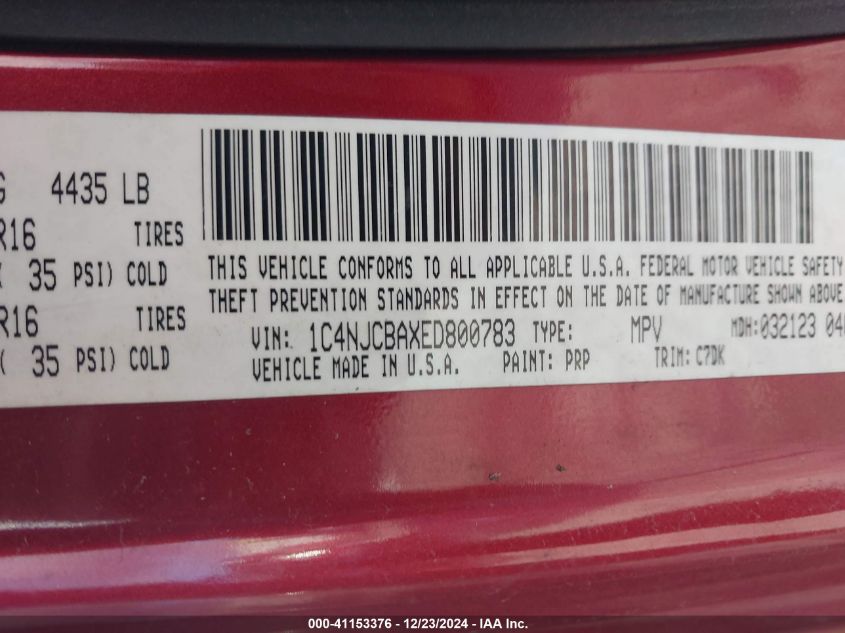 G 4435 LB
R16 TIRES
( 35 PSI) COLD
R16 TIRES
( 35 PSI) COLD
THIS VEHICLE CONFORMS TO ALL APPLICABLE U.S.A. FEDERAL MOTOR VEHICLE SAFETY
THEFT PREVENTION STANDARDS IN EFFECT ON THE DATE OF MANUFACTURE SHOWN ABOVE
VIN: 1C4NJCBAXED800783 TYPE: MPV MDH:032123 04
VEHICLE MADE IN U.S.A. PAINT: PRP TRIM: C7DK
000-41153376 - 12/23/2024 - IAA Inc.